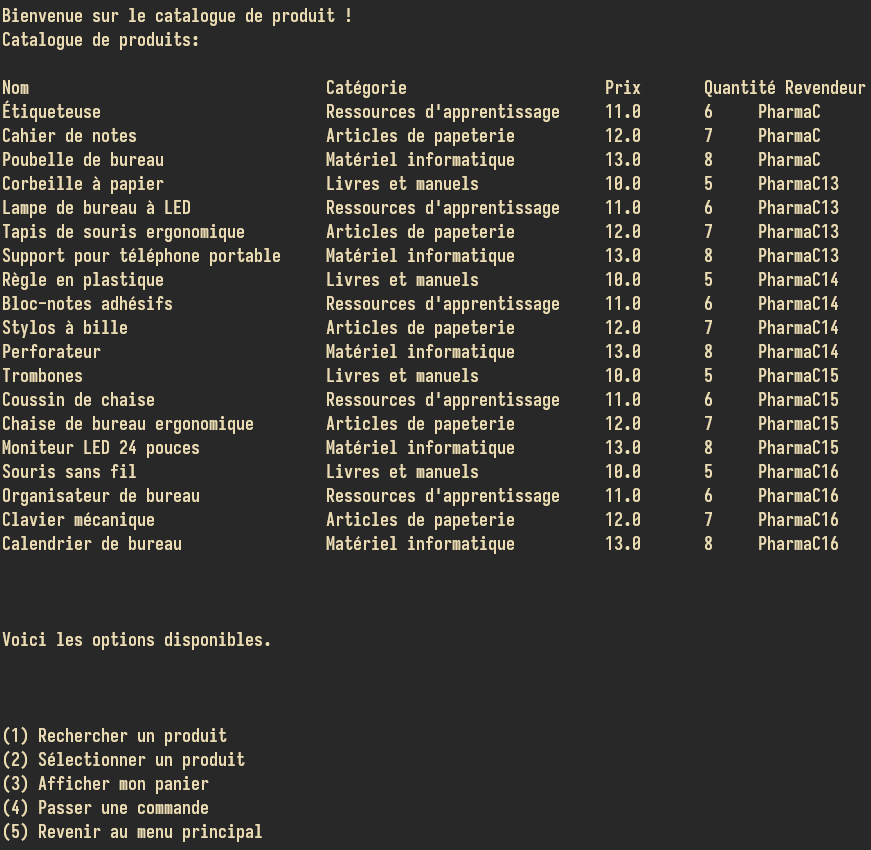 Bienvenue sur le catalogue de produit !
Catalogue de produits:
Nom Catégorie Prix Quantité Revendeur
Étiqueteuse Ressources d'apprentissage 11.0 6 PharmaC
Cahier de notes Articles de papeterie 12.0 7 PharmaC
Poubelle de bureau Matériel informatique 13.0 8 PharmaC
Corbeille à papier Livres et manuels 10.0 5 PharmaC13
Lampe de bureau à LED Ressources d'apprentissage 11.0 6 PharmaC13
Tapis de souris ergonomique Articles de papeterie 12.0 7 PharmaC13
Support pour téléphone portable Matériel informatique 13.0 8 PharmaC13
Règle en plastique Livres et manuels 10.0 5 PharmaC14
Bloc-notes adhésifs Ressources d'apprentissage 11.0 6 PharmaC14
Stylos à bille Articles de papeterie 12.0 7 PharmaC14
Perforateur Matériel informatique 13.0 8 PharmaC14
Trombones Livres et manuels 10.0 5 PharmaC15
Coussin de chaise Ressources d'apprentissage 11.0 6 PharmaC15
Chaise de bureau ergonomique Articles de papeterie 12.0 7 PharmaC15
Moniteur LED 24 pouces Matériel informatique 13.0 8 PharmaC15
Souris sans fil Livres et manuels 10.0 5 PharmaC16
Organisateur de bureau Ressources d'apprentissage 11.0 6 PharmaC16
Clavier mécanique Articles de papeterie 12.0 7 PharmaC16
Calendrier de bureau Matériel informatique 13.0 8 PharmaC16
Voici les options disponibles.
(1) Rechercher un produit
(2) Sélectionner un produit
(3) Afficher mon panier
(4) Passer une commande
(5) Revenir au menu principal